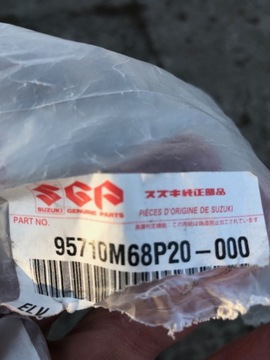 SGP スズキ純正部品
SUZUKI GENUINE PARTS PIÈCES D'ORIGINE DE SUZUKI
PART NO.
95710M68P20-000
ELV